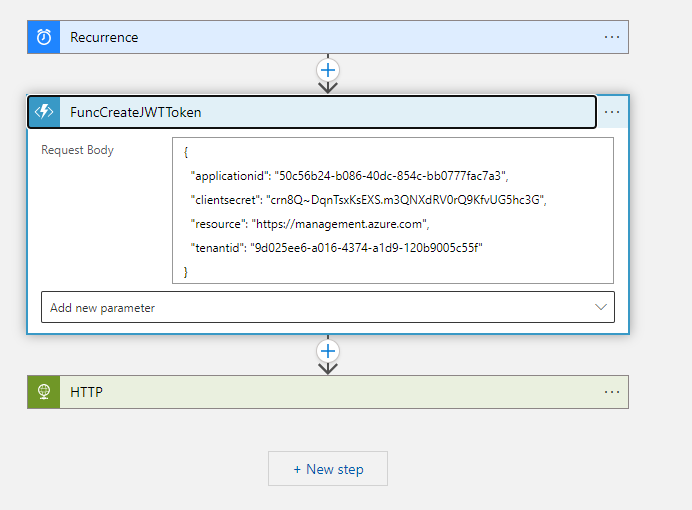 Recurrence
FuncCreateJWTToken
Request Body
{
"applicationid": "50c56b24-b086-40dc-854c-bb0777fac7a3",
"clientsecret": "crn8Q~DqnTsxKsEXS.m3QNXdRV0rQ9KfvUG5hc3G",
"resource": "https://management.azure.com",
"tenantid": "9d025ee6-a016-4374-a1d9-120b9005c55f"
}
Add new parameter
HTTP
+ New step